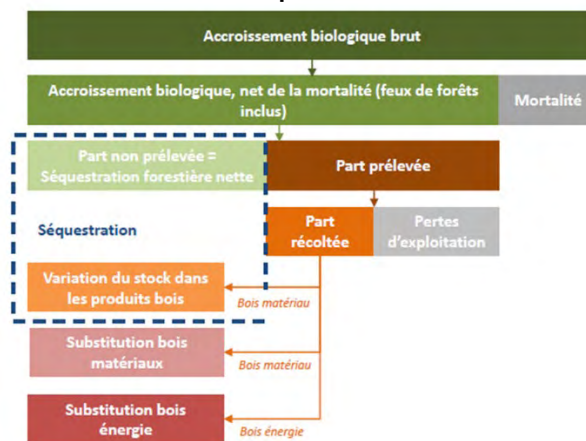 Accroissement biologique brut
Accroissement biologique, net de la mortalité (feux de forêts
inclus)
Mortalité
Part non prélevée =
Séquestration forestière nette
Part prélevée
Séquestration
Part
récoltée
Pertes
d'exploitation
Variation du stock dans
les produits bois
Bois matériau
Substitution bois
matériaux
Bois matériau
Substitution bois
énergie
Bois énergie